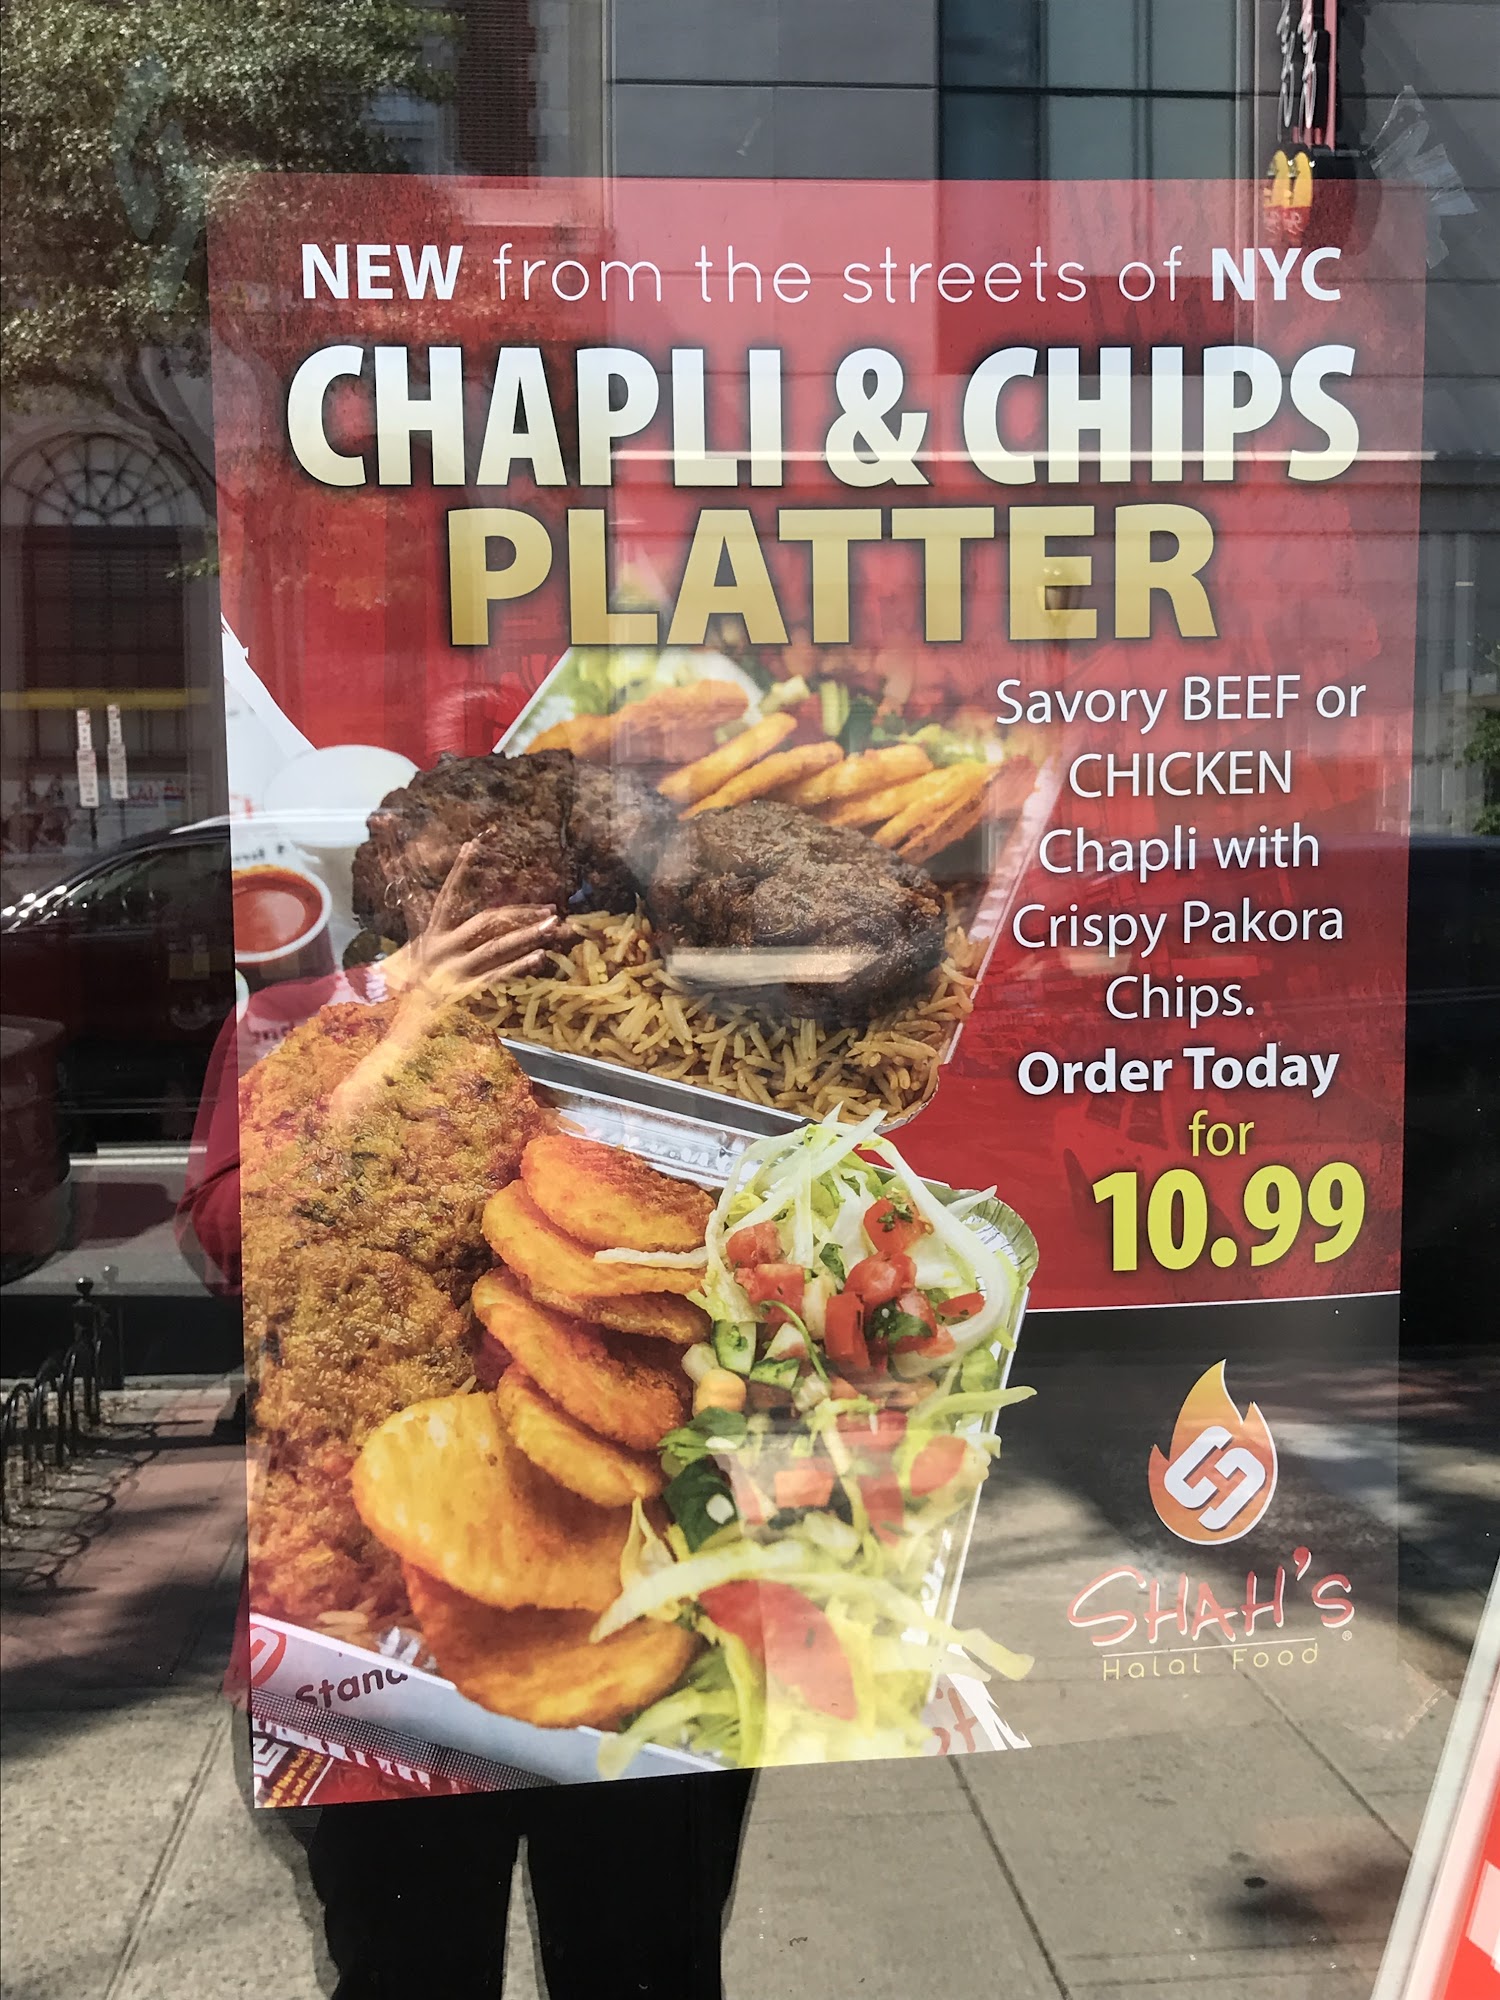 NEW from the streets of NYC
CHAPLI & CHIPS
PLATTER
Savory BEEF or
CHICKEN
Chapli with
Crispy Pakora
Chips.
Order Today
for
10.99
SHAH'S®
Halal Food
Stand